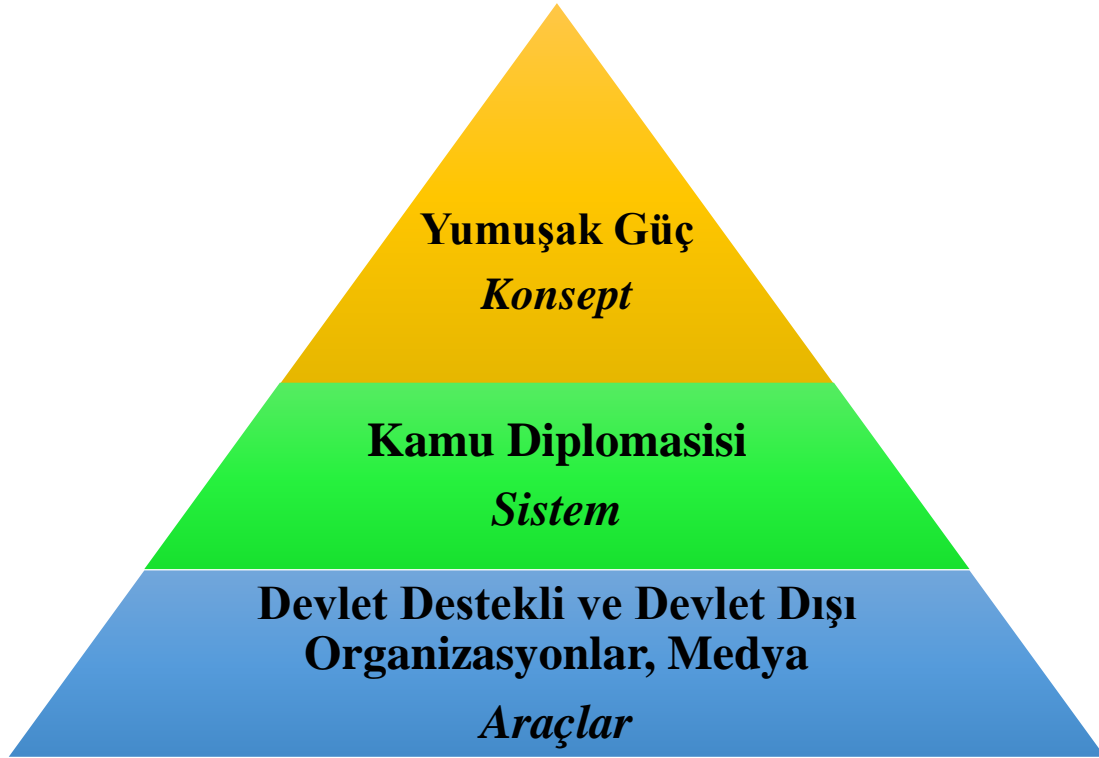 Yumuşak Güç
Konsept
Kamu Diplomasisi
Sistem
Devlet Destekli ve Devlet Dışı
Organizasyonlar, Medya
Araçlar